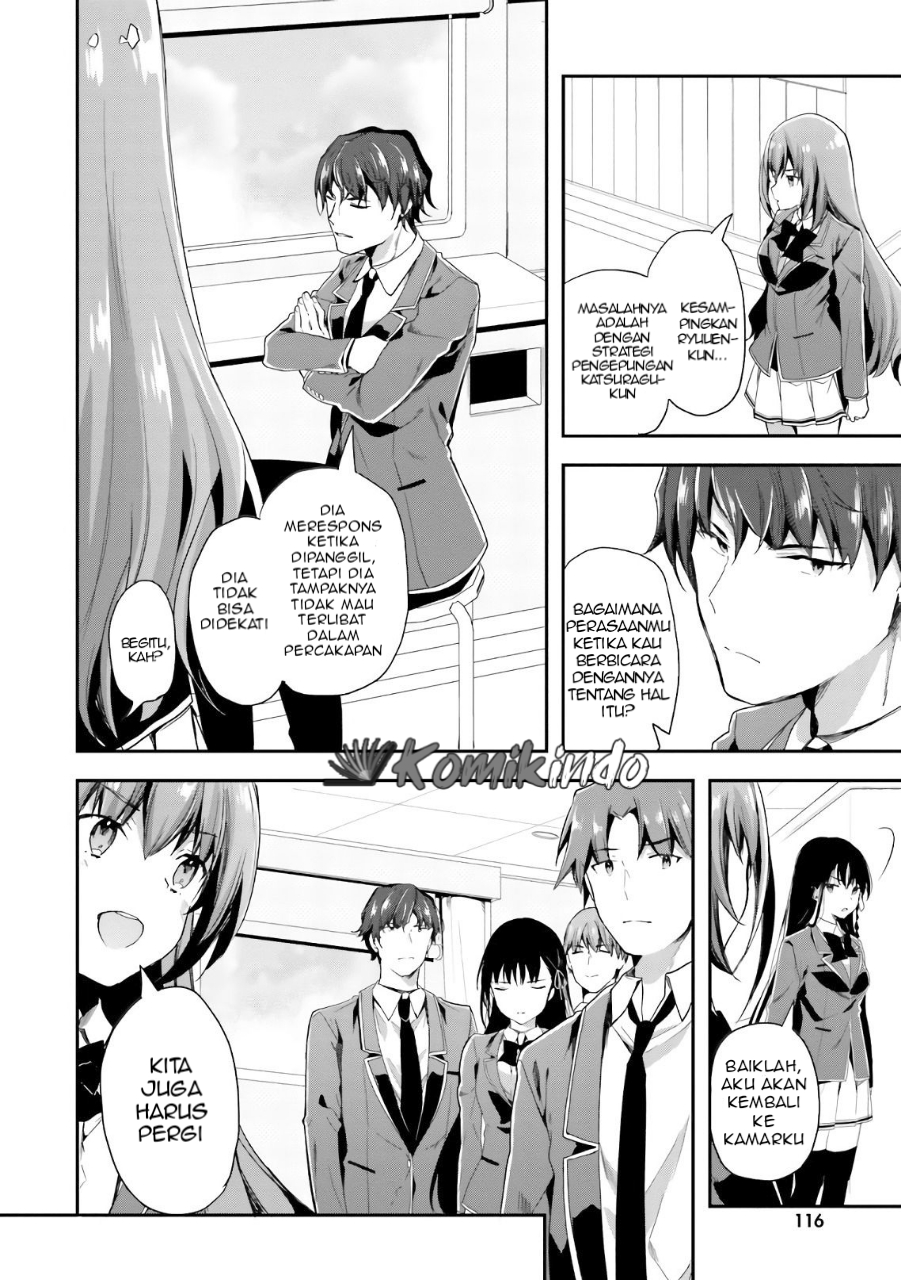 KESAM-
PINGKAN
RYUUEN-
KUN...
MASALAHNYA
ADALAH
DENGAN
STRATEGI
PENGEPUNGAN
KATSURAGU-
KUN
BAGAIMANA
PERASAANMU
KETIKA KAU
BERBICARA
DENGANNYA
TENTANG HAL
ITU?
DIA
MERESPONS
KETIKA
DIPANGGIL,
TETAPI DIA
TAMPAKNYA
TIDAK MAU
TERLIBAT
DALAM
PERCAKAPAN
DIA
TIDAK
BISA
DIDEKATI
BEGITU,
KAH?
Komikindo
BAIKLAH,
AKU AKAN
KEMBALI
KE
KAMARKU
KITA
JUGA
HARUS
PERGI
116